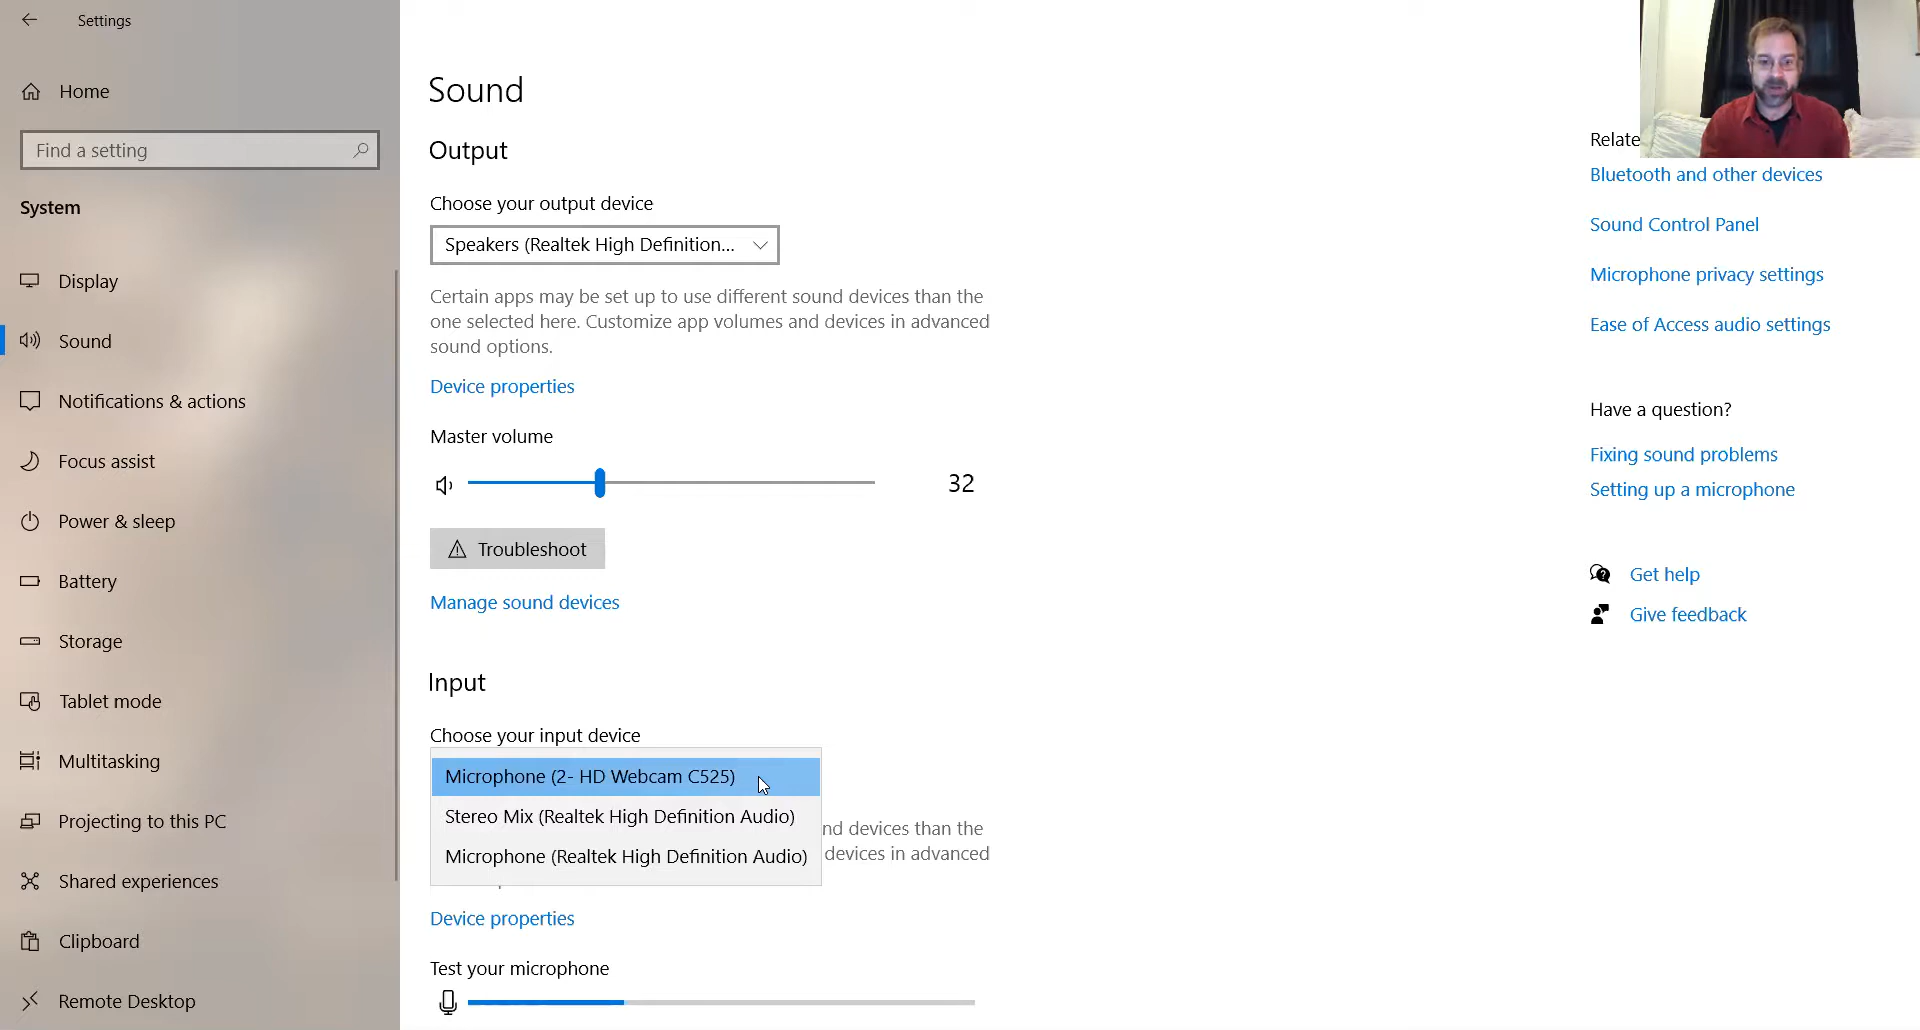 Settings
Home
Find a setting
System
Display
Sound
Notifications & actions
Focus assist
Power & sleep
Battery
Storage
Tablet mode
Multitasking
Projecting to this PC
Shared experiences
Clipboard
Remote Desktop
Sound
Output
Choose your output device
Speakers (Realtek High Definition...
Certain apps may be set up to use different sound devices than the
one selected here. Customize app volumes and devices in advanced
sound options.
Device properties
Master volume
32
Troubleshoot
Manage sound devices
Input
Choose your input device
Microphone (2- HD Webcam C525)
Stereo Mix (Realtek High Definition Audio)
nd devices than the
Microphone (Realtek High Definition Audio)
devices in advanced
Device properties
Test your microphone
Relate
Bluetooth and other devices
Sound Control Panel
Microphone privacy settings
Ease of Access audio settings
Have a question?
Fixing sound problems
Setting up a microphone
Get help
Give feedback